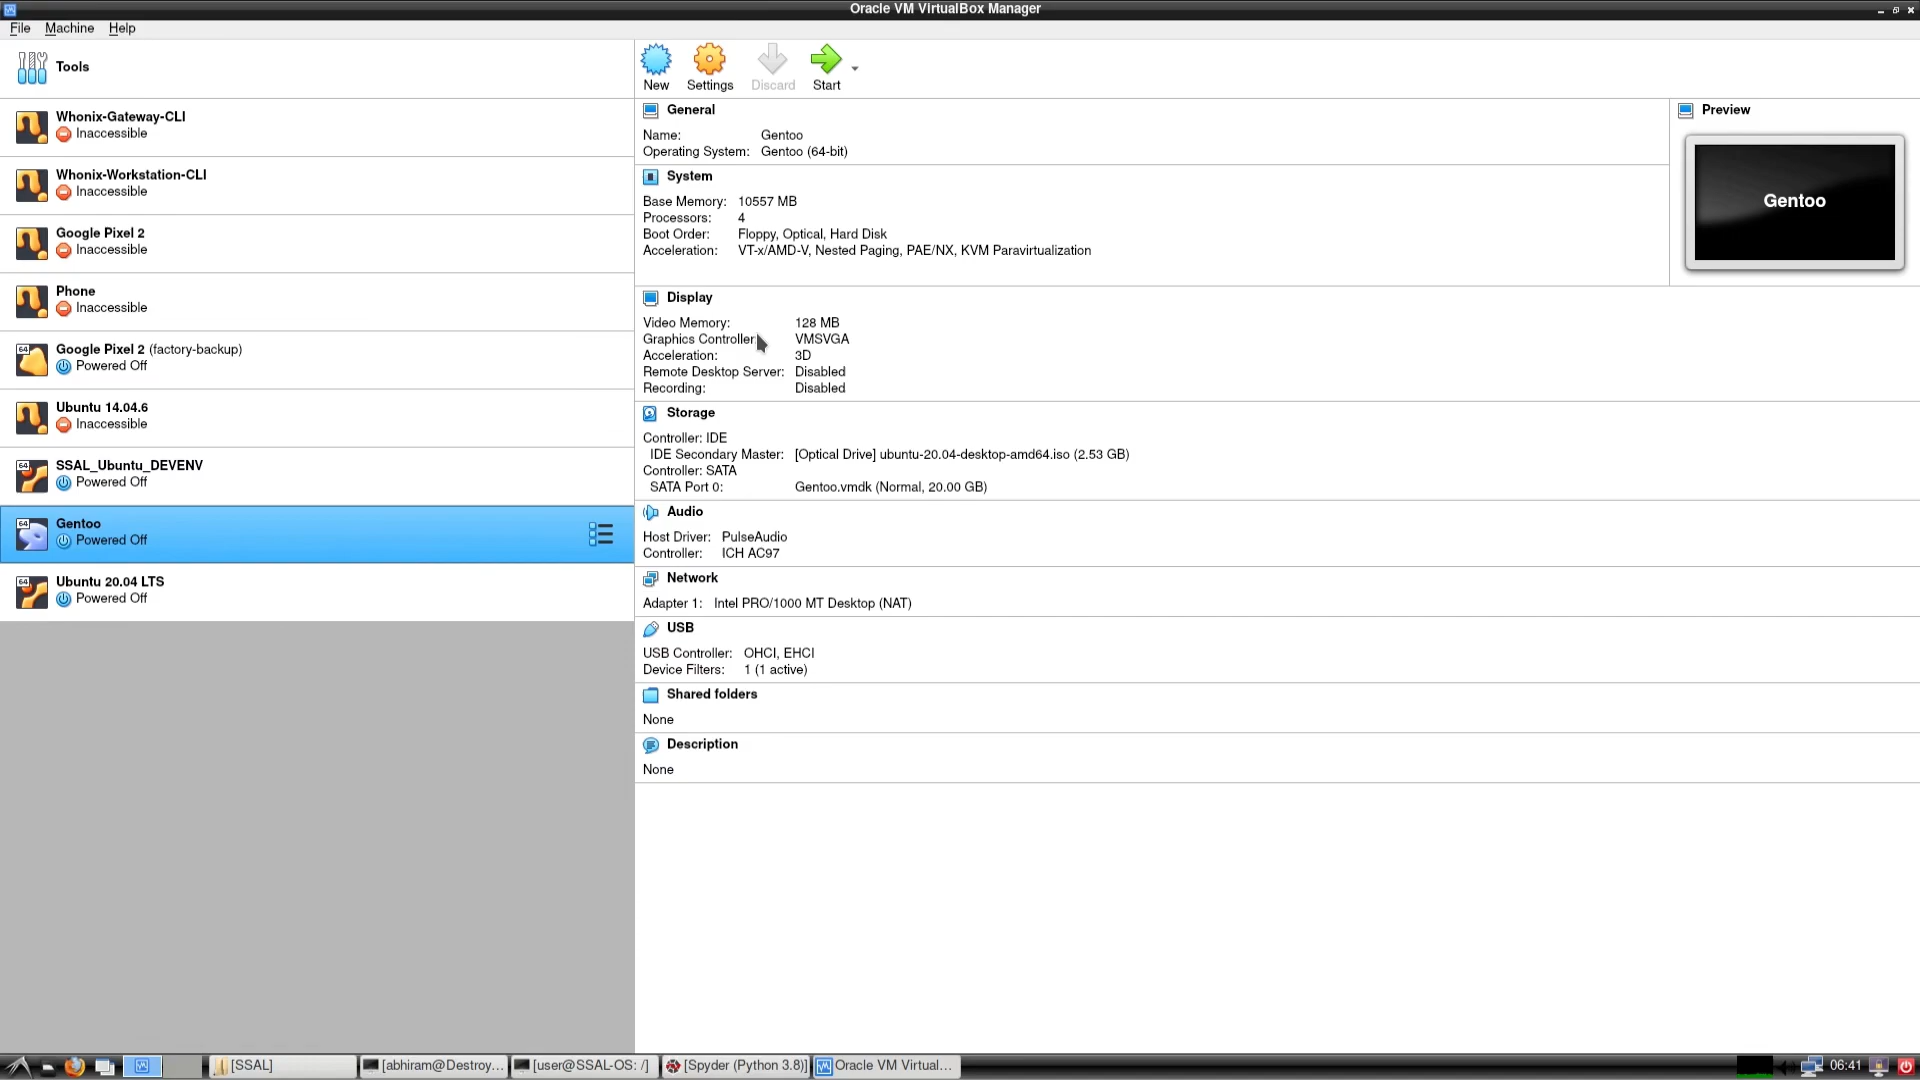 Oracle VM VirtualBox Manager
File Machine Help
Tools
New Settings Discard Start
Whonix-Gateway-CLI
Inaccessible
Whonix-Workstation-CLI
Inaccessible
Google Pixel 2
Inaccessible
Phone
Inaccessible
64
Google Pixel 2 (factory-backup)
Powered Off
Ubuntu 14.04.6
Inaccessible
64
SSAL_Ubuntu_DEVENV
Powered Off
64
Gentoo
Powered Off
64
Ubuntu 20.04 LTS
Powered Off
General
Name: Gentoo
Operating System: Gentoo (64-bit)
System
Base Memory: 10557 MB
Processors: 4
Boot Order: Floppy, Optical, Hard Disk
Acceleration: VT-x/AMD-V, Nested Paging, PAE/NX, KVM Paravirtualization
Preview
Gentoo
Display
Video Memory: 128 MB
Graphics Controller: VMSVGA
Acceleration: 3D
Remote Desktop Server: Disabled
Recording: Disabled
Storage
Controller: IDE
IDE Secondary Master: [Optical Drive] ubuntu-20.04-desktop-amd64.iso (2.53 GB)
Controller: SATA
SATA Port 0: Gentoo.vmdk (Normal, 20.00 GB)
Audio
Host Driver: PulseAudio
Controller: ICH AC97
Network
Adapter 1: Intel PRO/1000 MT Desktop (NAT)
USB
USB Controller: OHCI, EHCI
Device Filters: 1 (1 active)
Shared folders
None
Description
None
[SSAL] [abhiram@Destroy... [user@SSAL-OS: /] [Spyder (Python 3.8)] Oracle VM Virtual... 06:41